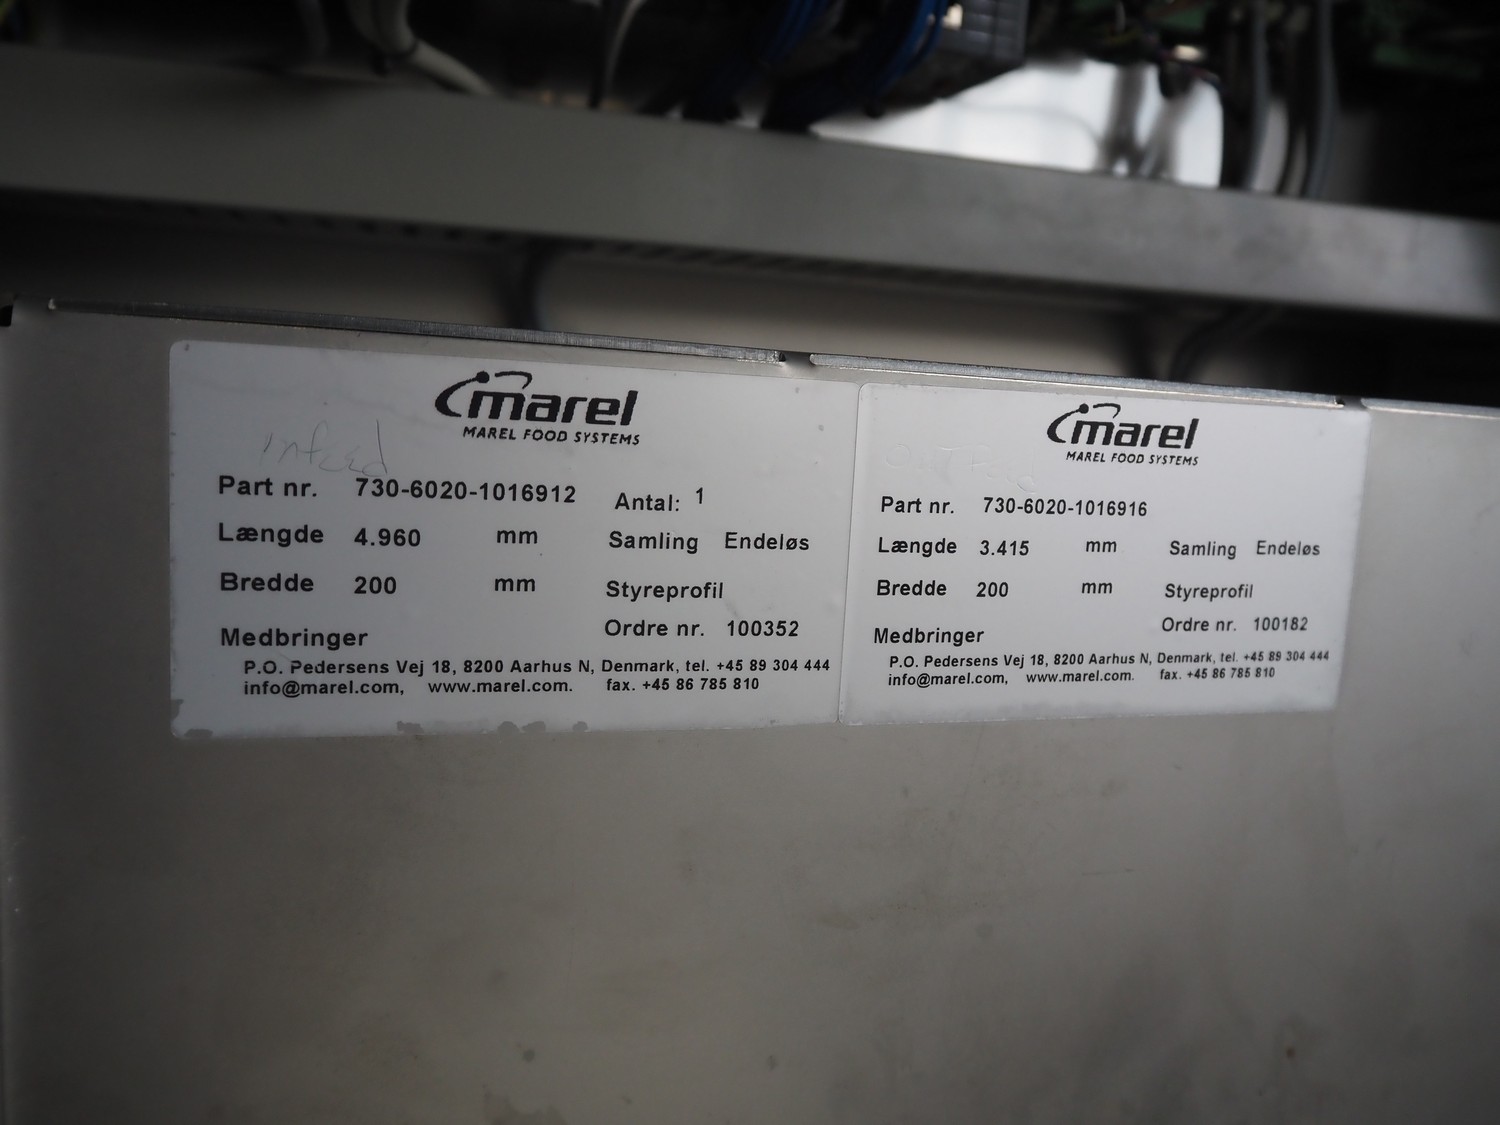 marel
MAREL FOOD SYSTEMS
infeed
Part nr. 730-6020-1016912 Antal: 1
Længde 4.960 mm Samling Endeløs
Bredde 200 mm Styreprofil
Ordre nr. 100352
Medbringer
P.O. Pedersens Vej 18, 8200 Aarhus N, Denmark, tel. +45 89 304 444
info@marel.com, www.marel.com. fax. +45 86 785 810
marel
MAREL FOOD SYSTEMS
Part nr. 730-6020-1016916
Længde 3.415 mm Samling Endeløs
Bredde 200 mm Styreprofil
Ordre nr. 100182
Medbringer
P.O. Pedersens Vej 18, 8200 Aarhus N, Denmark, tel. +45 89 304 444
info@marel.com, www.marel.com. fax. +45 86 785 810